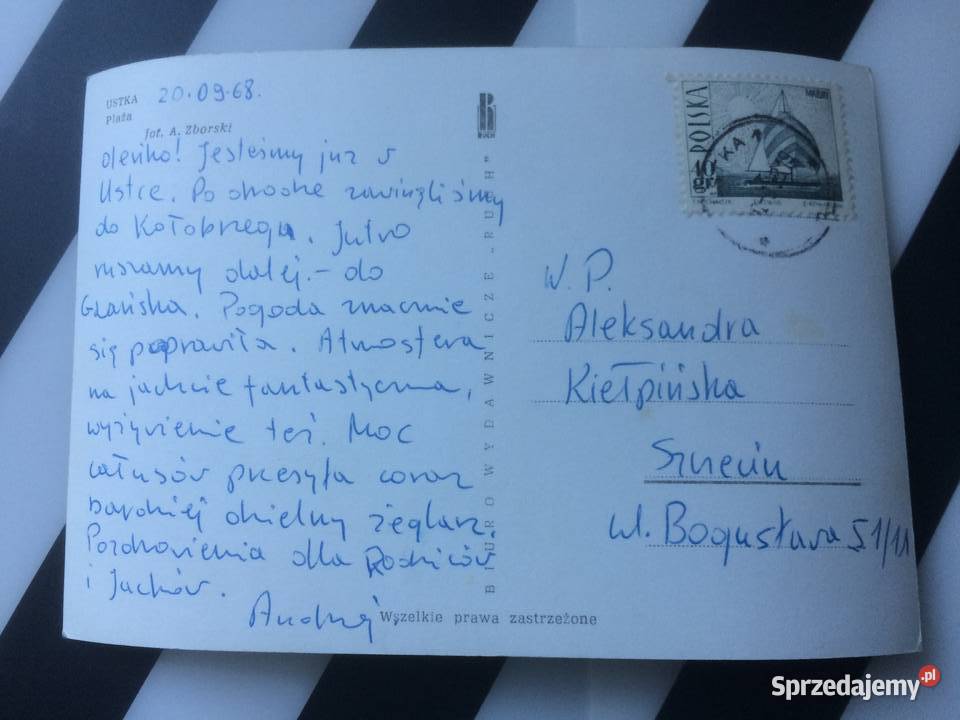 USTKA 20.09.68.
Plaża
fot. A. Zborski
Oleńko! Jesteśmy już w
Ustce. Po drodze zawinęliśmy
do Kołobrzegu. Jutro
ruszamy dalej - do
Gdańska. Pogoda znacznie
się poprawiła. Atmosfera
na jachcie fantastyczna,
wyżywienie też. Moc
całusów przesyła coraz
bardziej dzielny żeglarz.
Pozdrowienia dla Rodziców
i Jachów.
Andrzej
RUCH
BIURO WYDAWNICZE „RUCH"
Wszelkie prawa zastrzeżone
POLSKA
W. P.
Aleksandra
Kiełpińska
Szczecin
ul. Bogusława 51/11
Sprzedajemy.pl